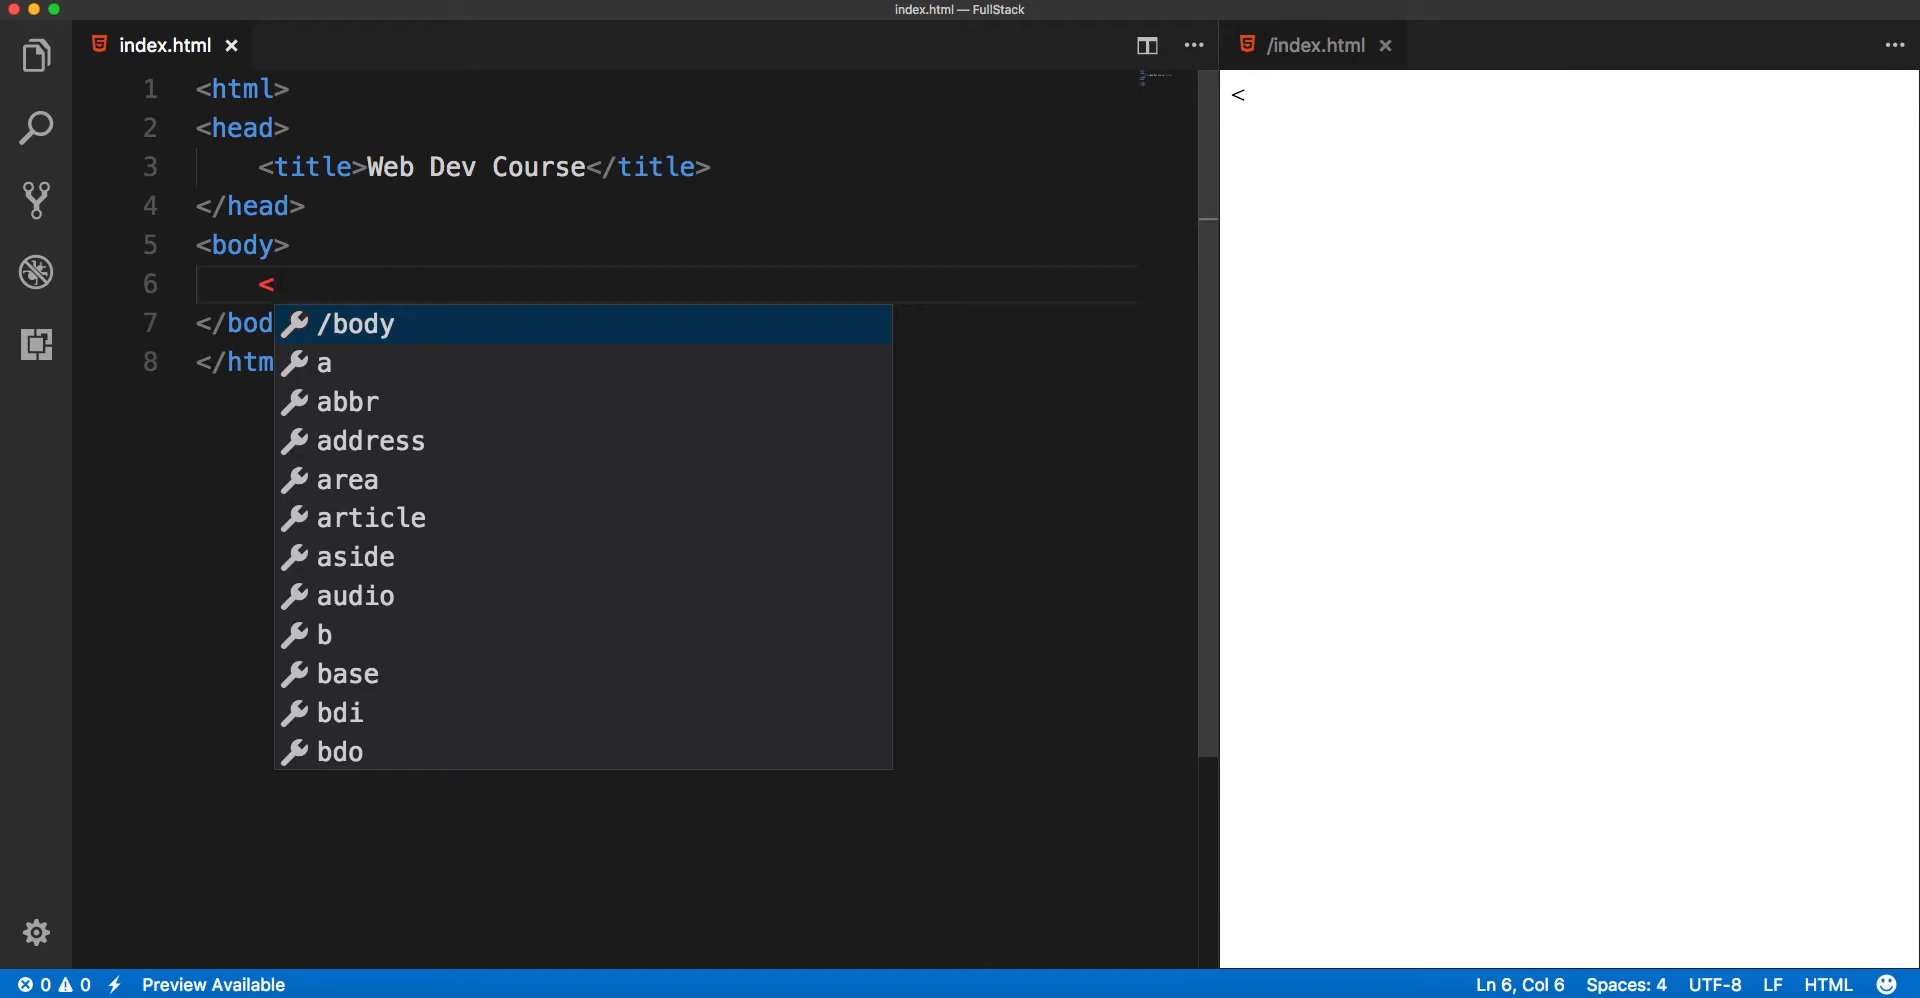 index.html — FullStack
index.html
/index.html
1 <html>
2 <head>
3 <title>Web Dev Course</title>
4 </head>
5 <body>
6 <
7 </bod
8 </htm
/body
a
abbr
address
area
article
aside
audio
b
base
bdi
bdo
<
0 0 Preview Available
Ln 6, Col 6 Spaces: 4 UTF-8 LF HTML